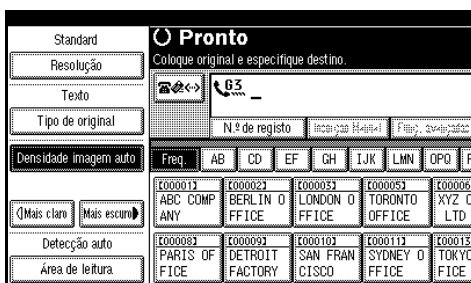 Standard
Resolução
Texto
Tipo de original
Densidade imagem auto
Mais claro
Mais escuro
Detecção auto
Área de leitura
Pronto
Coloque original e especifique destino.
G3
N.º de registo
Freq. AB CD EF GH IJK LMN OPQ
[00001] [00002] [00003] [00005] [00006
ABC COMP BERLIN O LONDON O TORONTO XYZ C
ANY FFICE FFICE OFFICE LTD
[00008] [00009] [00010] [00011] [00013
PARIS OF DETROIT SAN FRAN SYDNEY O TOKYO
FICE FACTORY CISCO FFICE FICE